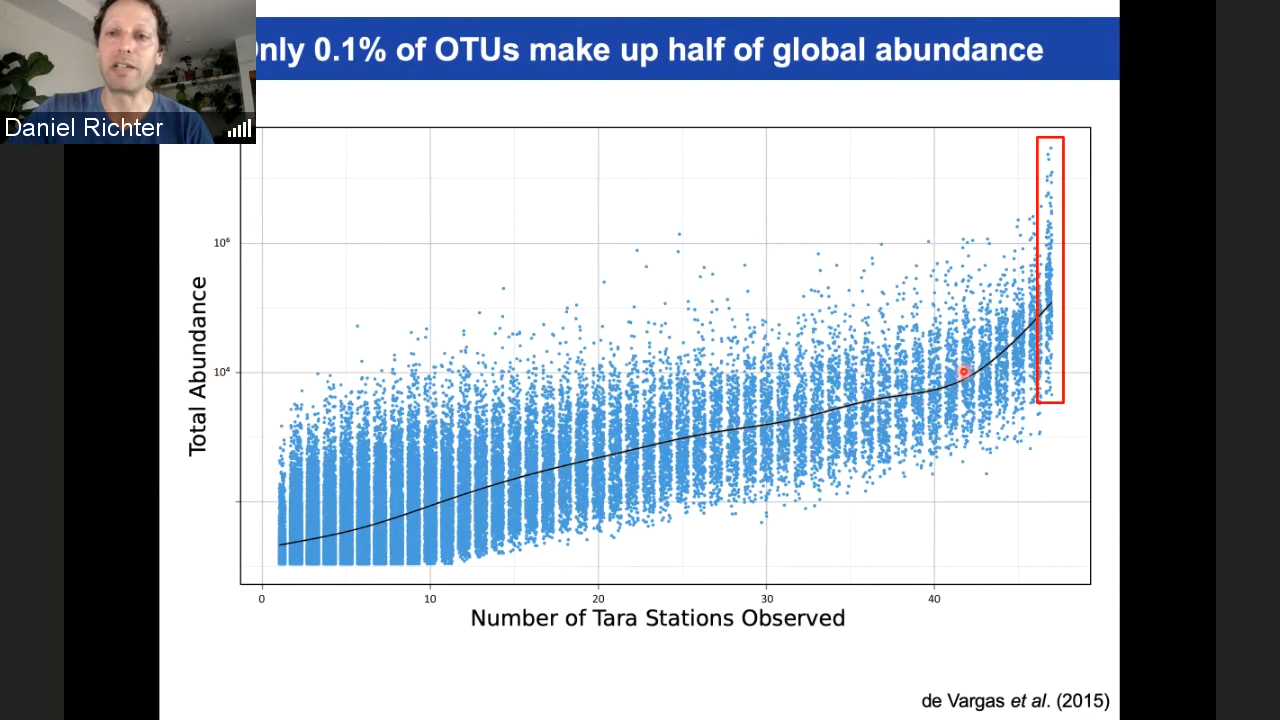 nly 0.1% of OTUs make up half of global abundance
Daniel Richter
10⁶
10⁴
Total Abundance
0 10 20 30 40
Number of Tara Stations Observed
de Vargas et al. (2015)